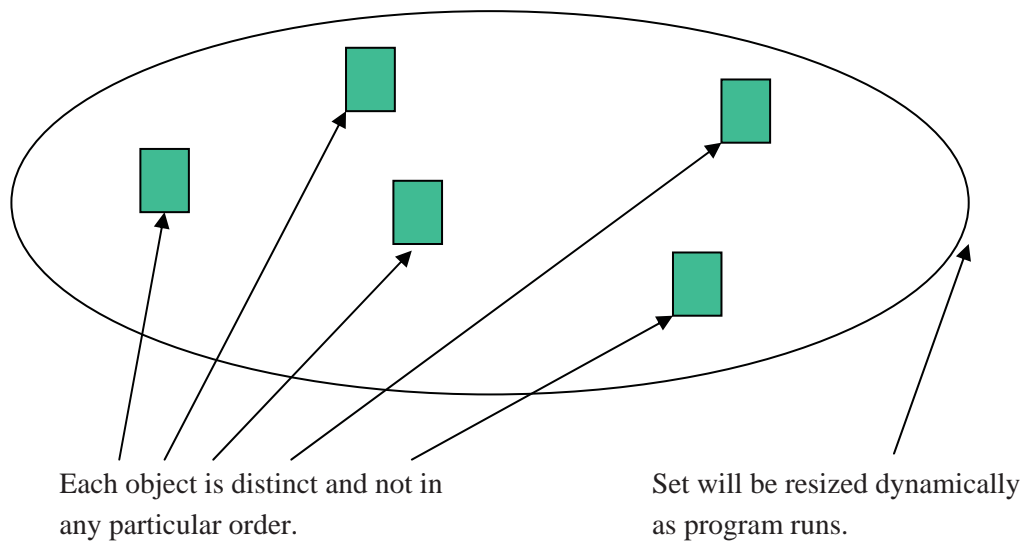 Each object is distinct and not in
any particular order.
Set will be resized dynamically
as program runs.